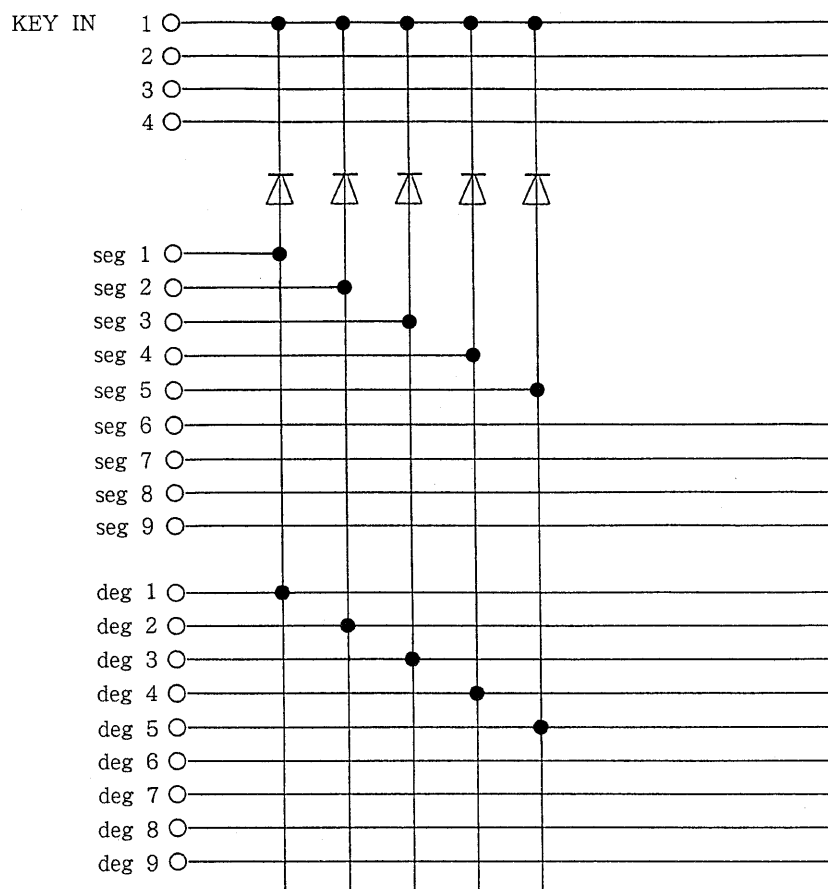 KEY IN 1
2
3
4
seg 1
seg 2
seg 3
seg 4
seg 5
seg 6
seg 7
seg 8
seg 9
deg 1
deg 2
deg 3
deg 4
deg 5
deg 6
deg 7
deg 8
deg 9